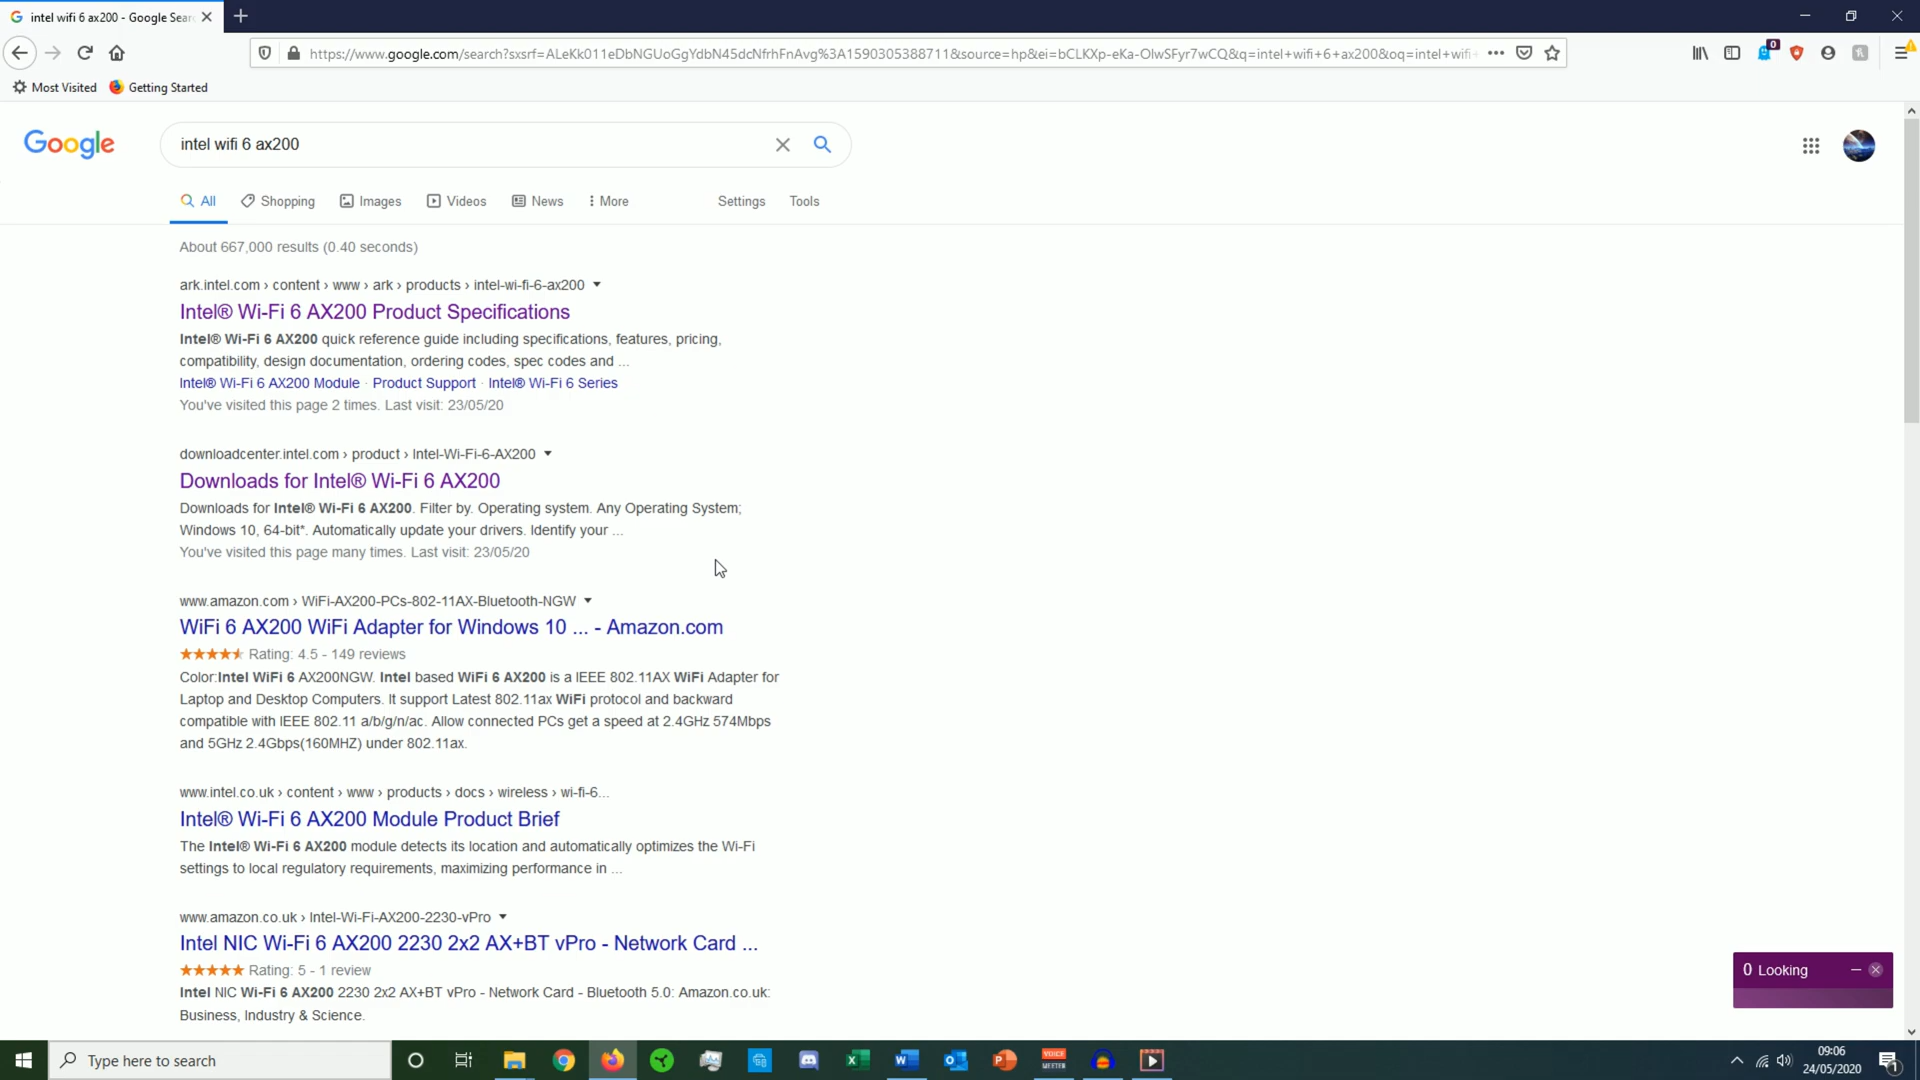 intel wifi 6 ax200 - Google Sear
https://www.google.com/search?sxsrf=ALeKk011eDbNGUoGgYdbN45dcNfrhFnAvg%3A1590305388711&source=hp&ei=bCLKXp-eKa-OlwSFyr7wCQ&q=intel+wifi+6+ax200&oq=intel+wifi
0
Most Visited
Getting Started
Google
intel wifi 6 ax200
All
Shopping
Images
Videos
News
More
Settings
Tools
About 667,000 results (0.40 seconds)
ark.intel.com › content › www › ark › products › intel-wi-fi-6-ax200
Intel® Wi-Fi 6 AX200 Product Specifications
Intel® Wi-Fi 6 AX200 quick reference guide including specifications, features, pricing,
compatibility, design documentation, ordering codes, spec codes and ...
Intel® Wi-Fi 6 AX200 Module · Product Support · Intel® Wi-Fi 6 Series
You've visited this page 2 times. Last visit: 23/05/20
downloadcenter.intel.com › product › Intel-Wi-Fi-6-AX200
Downloads for Intel® Wi-Fi 6 AX200
Downloads for Intel® Wi-Fi 6 AX200. Filter by. Operating system. Any Operating System;
Windows 10, 64-bit*. Automatically update your drivers. Identify your ...
You've visited this page many times. Last visit: 23/05/20
www.amazon.com › WiFi-AX200-PCs-802-11AX-Bluetooth-NGW
WiFi 6 AX200 WiFi Adapter for Windows 10 ... - Amazon.com
Rating: 4.5 - 149 reviews
Color:Intel WiFi 6 AX200NGW. Intel based WiFi 6 AX200 is a IEEE 802.11AX WiFi Adapter for
Laptop and Desktop Computers. It support Latest 802.11ax WiFi protocol and backward
compatible with IEEE 802.11 a/b/g/n/ac. Allow connected PCs get a speed at 2.4GHz 574Mbps
and 5GHz 2.4Gbps(160MHZ) under 802.11ax.
www.intel.co.uk › content › www › products › docs › wireless › wi-fi-6...
Intel® Wi-Fi 6 AX200 Module Product Brief
The Intel® Wi-Fi 6 AX200 module detects its location and automatically optimizes the Wi-Fi
settings to local regulatory requirements, maximizing performance in ...
www.amazon.co.uk › Intel-Wi-Fi-AX200-2230-vPro
Intel NIC Wi-Fi 6 AX200 2230 2x2 AX+BT vPro - Network Card ...
Rating: 5 - 1 review
Intel NIC Wi-Fi 6 AX200 2230 2x2 AX+BT vPro - Network Card - Bluetooth 5.0: Amazon.co.uk:
Business, Industry & Science.
0 Looking
Type here to search
09:06
24/05/2020
1